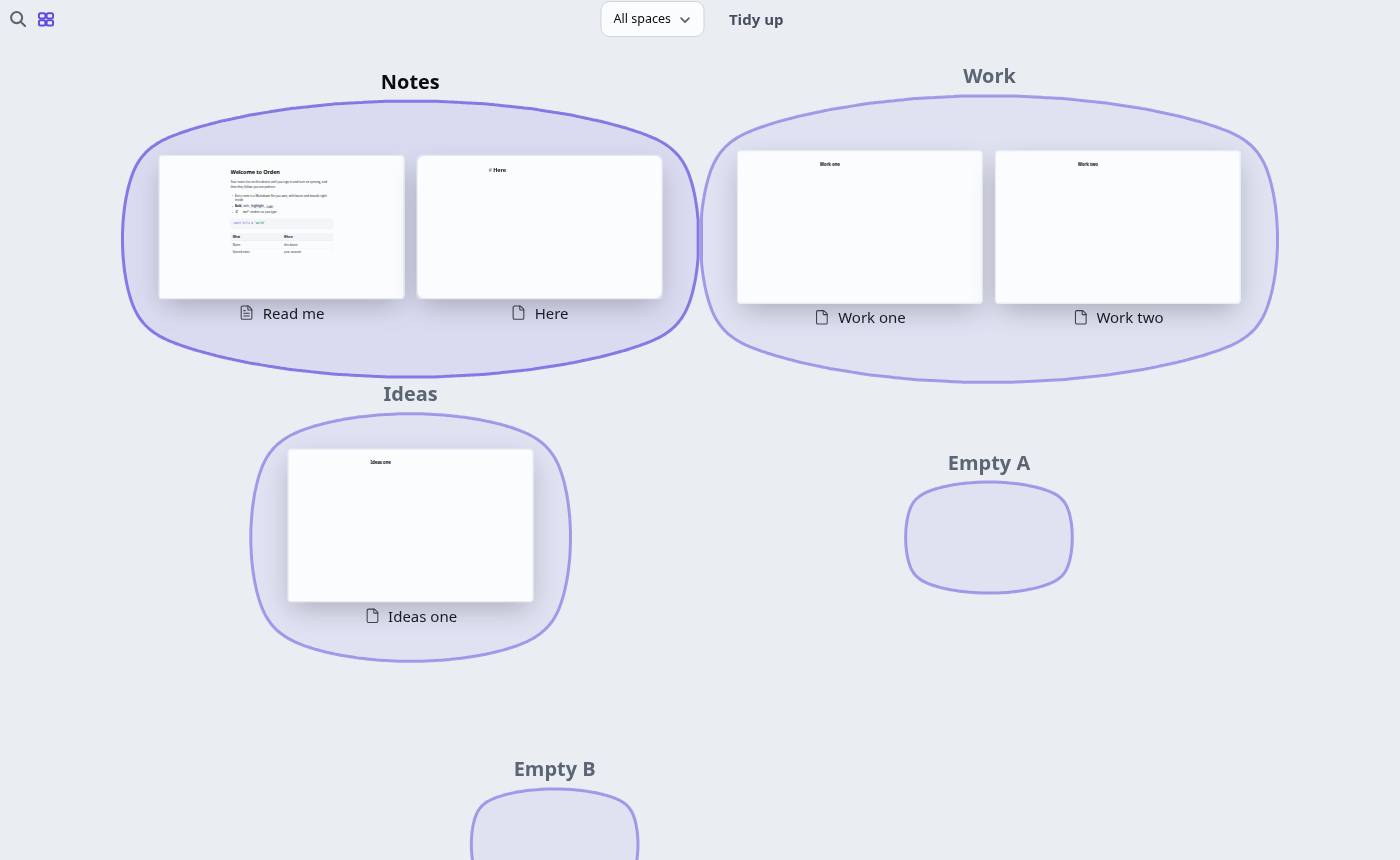 All spaces
Tidy up
Notes
Work
Welcome to Orden
Here
Work one
Work two
Read me
Here
Work one
Work two
Ideas
Ideas one
Ideas one
Empty A
Empty B